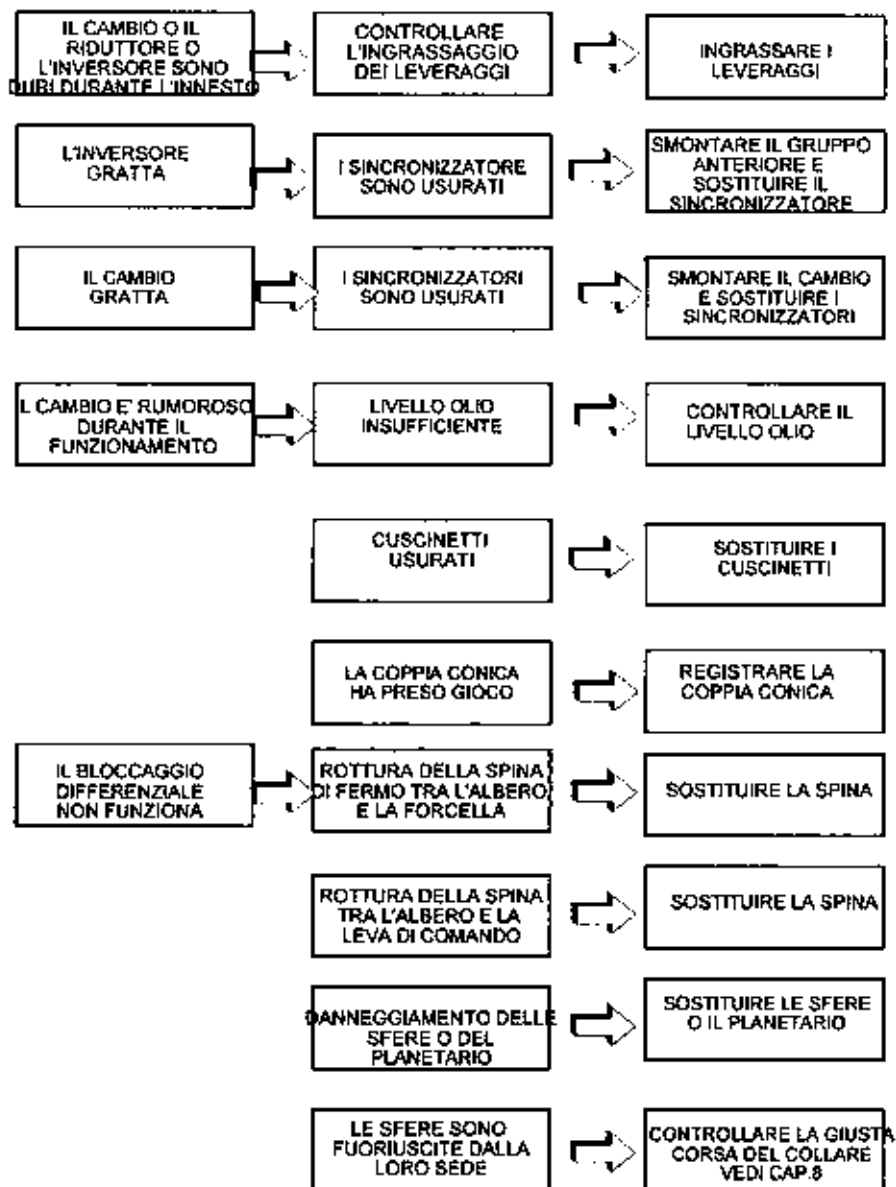 IL CAMBIO O IL
RIDUTTORE O
L'INVERSORE SONO
DURI DURANTE L'INNESTO
CONTROLLARE
L'INGRASSAGGIO
DEI LEVERAGGI
INGRASSARE I
LEVERAGGI
L'INVERSORE
GRATTA
I SINCRONIZZATORE
SONO USURATI
SMONTARE IL GRUPPO
ANTERIORE E
SOSTITUIRE IL
SINCRONIZZATORE
IL CAMBIO
GRATTA
I SINCRONIZZATORI
SONO USURATI
SMONTARE IL CAMBIO
E SOSTITUIRE I
SINCRONIZZATORI
IL CAMBIO E' RUMOROSO
DURANTE IL
FUNZIONAMENTO
LIVELLO OLIO
INSUFFICIENTE
CONTROLLARE IL
LIVELLO OLIO
CUSCINETTI
USURATI
SOSTITUIRE I
CUSCINETTI
LA COPPIA CONICA
HA PRESO GIOCO
REGISTRARE LA
COPPIA CONICA
IL BLOCCAGGIO
DIFFERENZIALE
NON FUNZIONA
ROTTURA DELLA SPINA
DI FERMO TRA L'ALBERO
E LA FORCELLA
SOSTITUIRE LA SPINA
ROTTURA DELLA SPINA
TRA L'ALBERO E LA
LEVA DI COMANDO
SOSTITUIRE LA SPINA
DANNEGGIAMENTO DELLE
SFERE O DEL
PLANETARIO
SOSTITUIRE LE SFERE
O IL PLANETARIO
LE SFERE SONO
FUORIUSCITE DALLA
LORO SEDE
CONTROLLARE LA GIUSTA
CORSA DEL COLLARE
VEDI CAP.8